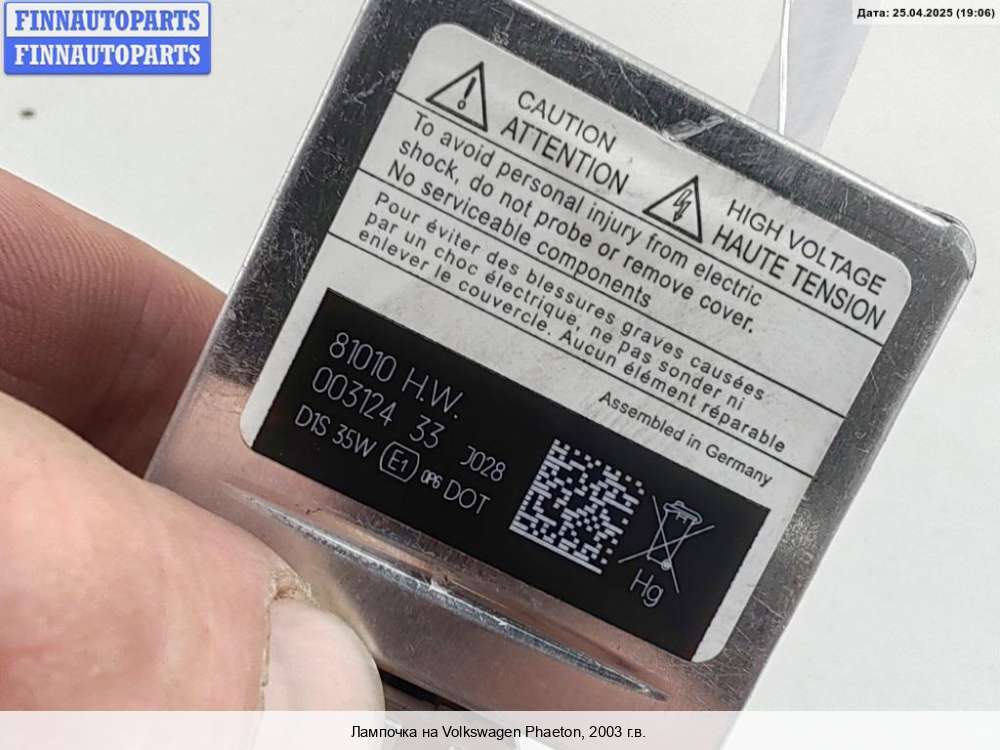 FINNAUTOPARTS
FINNAUTOPARTS
Дата: 25.04.2025 (19:06)
CAUTION
ATTENTION
HIGH VOLTAGE
HAUTE TENSION
To avoid personal injury from electric
shock, do not probe or remove cover.
No serviceable components
Pour éviter des blessures graves causées
par un choc électrique, ne pas sonder ni
enlever le couvercle. Aucun élément réparable
Assembled in Germany
81010 H.W.
003124 33 J028
D1S 35W E1 0P6 DOT
Hg
Лампочка на Volkswagen Phaeton, 2003 г.в.